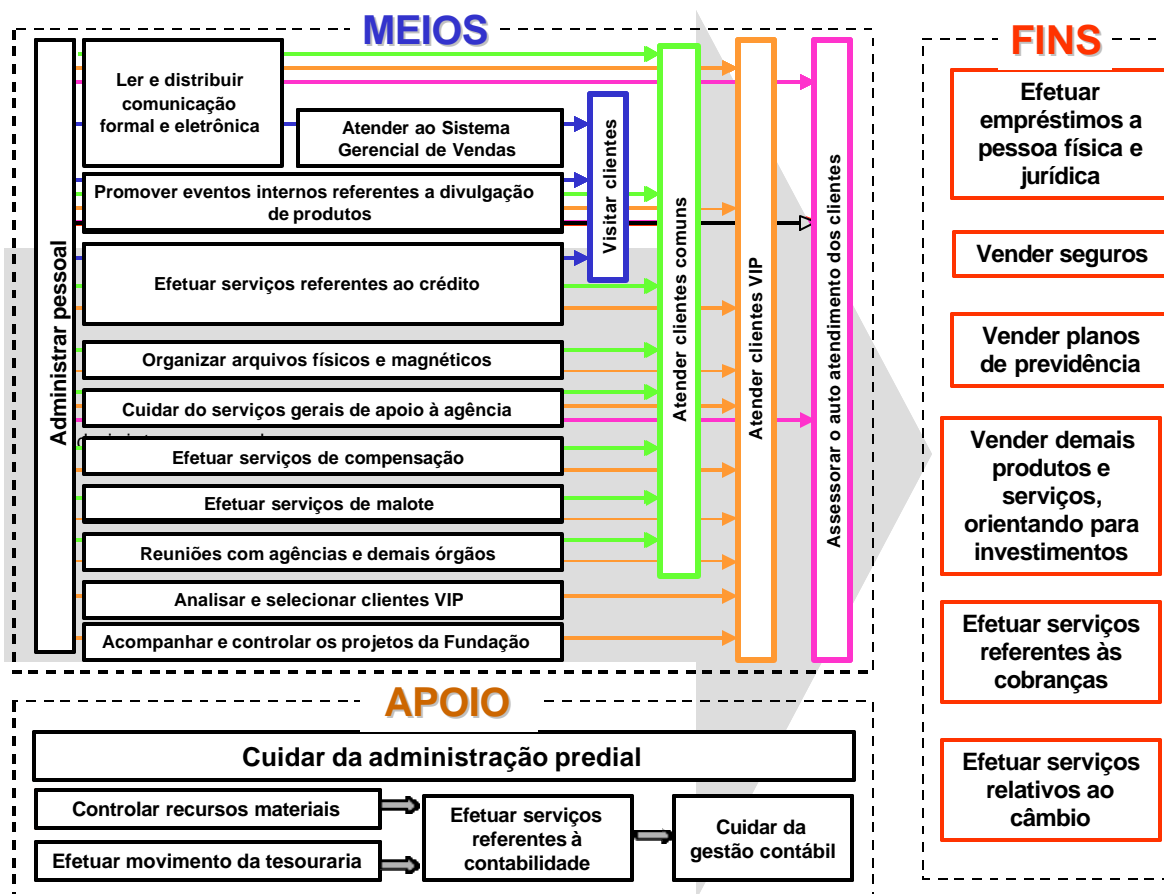 MEIOS
Administrar pessoal
Ler e distribuir
comunicação
formal e eletrônica
Atender ao Sistema
Gerencial de Vendas
Promover eventos internos referentes a divulgação
de produtos
Efetuar serviços referentes ao crédito
Organizar arquivos físicos e magnéticos
Cuidar do serviços gerais de apoio à agência
Efetuar serviços de compensação
Efetuar serviços de malote
Reuniões com agências e demais órgãos
Analisar e selecionar clientes VIP
Acompanhar e controlar os projetos da Fundação
Visitar clientes
Atender clientes comuns
Atender clientes VIP
Assessorar o auto atendimento dos clientes
APOIO
Cuidar da administração predial
Controlar recursos materiais
Efetuar movimento da tesouraria
Efetuar serviços
referentes à
contabilidade
Cuidar da
gestão contábil
FINS
Efetuar
empréstimos a
pessoa física e
jurídica
Vender seguros
Vender planos
de previdência
Vender demais
produtos e
serviços,
orientando para
investimentos
Efetuar serviços
referentes às
cobranças
Efetuar serviços
relativos ao
câmbio